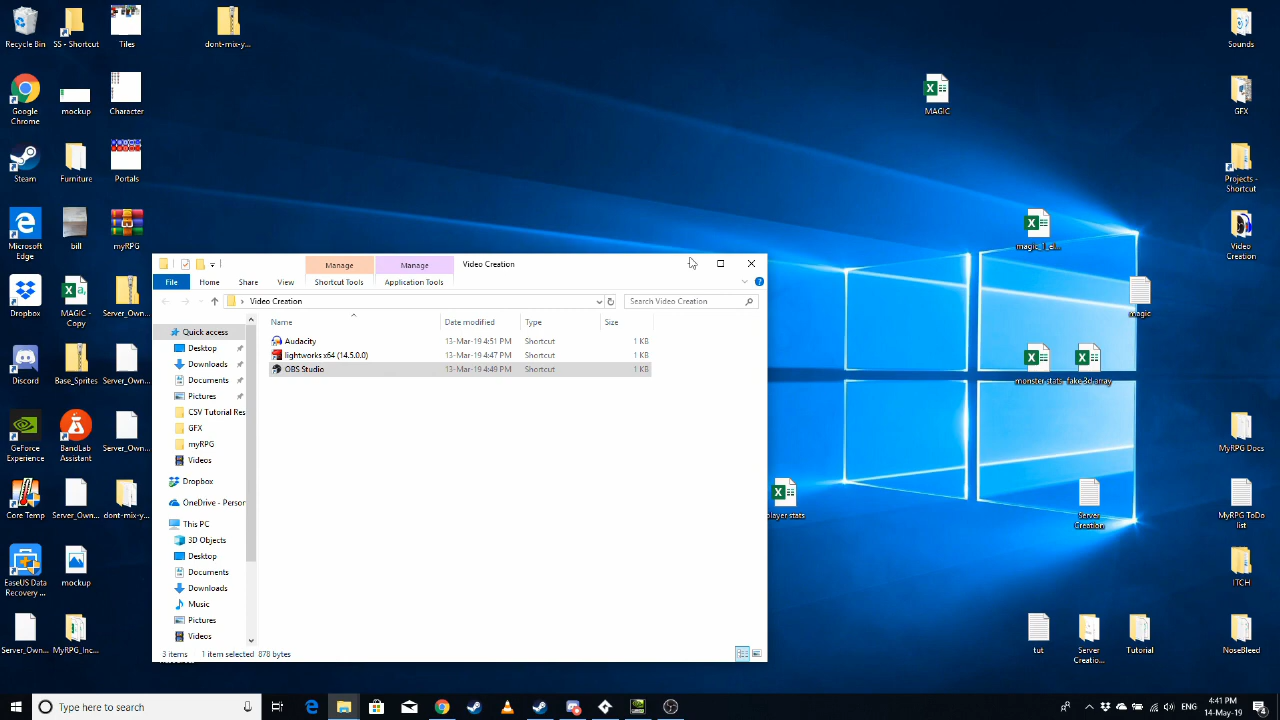 Recycle Bin
SS - Shortcut
Tiles
dont-mix-y...
Sounds
Google
Chrome
mockup
Character
MAGIC
GFX
Steam
Furniture
Portals
Projects -
Shortcut
Microsoft
Edge
bill
myRPG
magic_1_el...
Video
Creation
Dropbox
MAGIC -
Copy
Server_Own...
magic
Discord
Base_Sprites
Server_Own...
monster stats
fake 3d array
GeForce
Experience
BandLab
Assistant
Server_Own...
MyRPG Docs
Core Temp
Server_Own...
dont-mix-y...
player stats
Server
Creation
MyRPG ToDo
list
EaseUS Data
Recovery ...
mockup
ITCH
Server_Own...
MyRPG_Inc...
tut
Server
Creatio...
Tutorial
NoseBleed
Manage
Manage
Video Creation
File
Home
Share
View
Shortcut Tools
Application Tools
Video Creation
Search Video Creation
Name
Date modified
Type
Size
Audacity
13-Mar-19 4:51 PM
Shortcut
1 KB
lightworks x64 (14.5.0.0)
13-Mar-19 4:47 PM
Shortcut
1 KB
OBS Studio
13-Mar-19 4:49 PM
Shortcut
1 KB
Quick access
Desktop
Downloads
Documents
Pictures
CSV Tutorial Res
GFX
myRPG
Videos
Dropbox
OneDrive - Person
This PC
3D Objects
Desktop
Documents
Downloads
Music
Pictures
Videos
3 items
1 item selected 878 bytes
Type here to search
ENG
4:41 PM
14-May-19